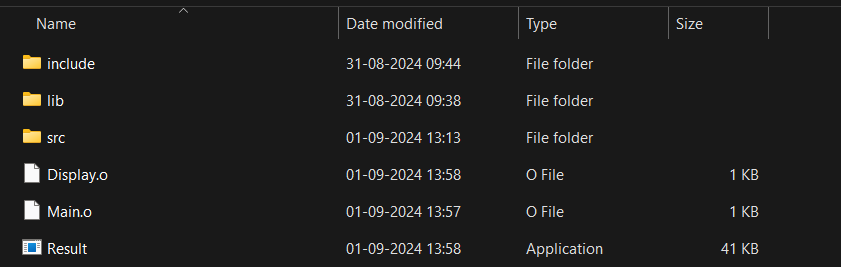 Name Date modified Type Size
include 31-08-2024 09:44 File folder
lib 31-08-2024 09:38 File folder
src 01-09-2024 13:13 File folder
Display.o 01-09-2024 13:58 O File 1 KB
Main.o 01-09-2024 13:57 O File 1 KB
Result 01-09-2024 13:58 Application 41 KB